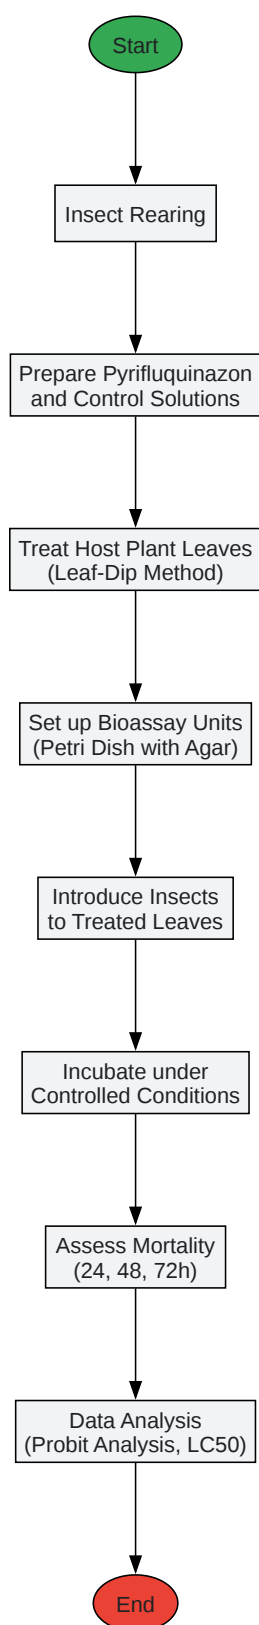 Start
Insect Rearing
Prepare Pyrifluquinazon
and Control Solutions
Treat Host Plant Leaves
(Leaf-Dip Method)
Set up Bioassay Units
(Petri Dish with Agar)
Introduce Insects
to Treated Leaves
Incubate under
Controlled Conditions
Assess Mortality
(24, 48, 72h)
Data Analysis
(Probit Analysis, LC50)
End